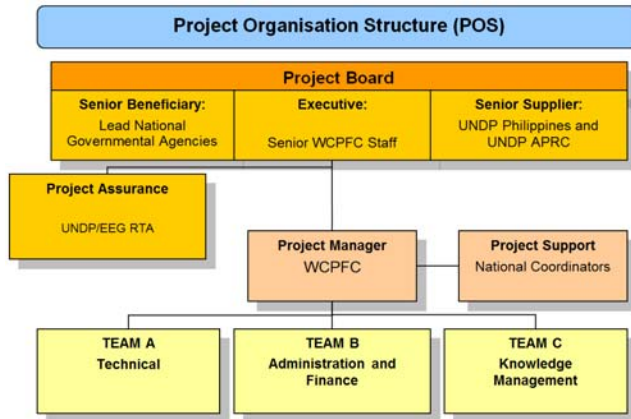 Project Organisation Structure (POS)
Project Board
Senior Beneficiary:
Lead National
Governmental Agencies
Executive:
Senior WCPFC Staff
Senior Supplier:
UNDP Philippines and
UNDP APRC
Project Assurance
UNDP/EEG RTA
Project Manager
WCPFC
Project Support
National Coordinators
TEAM A
Technical
TEAM B
Administration and
Finance
TEAM C
Knowledge
Management